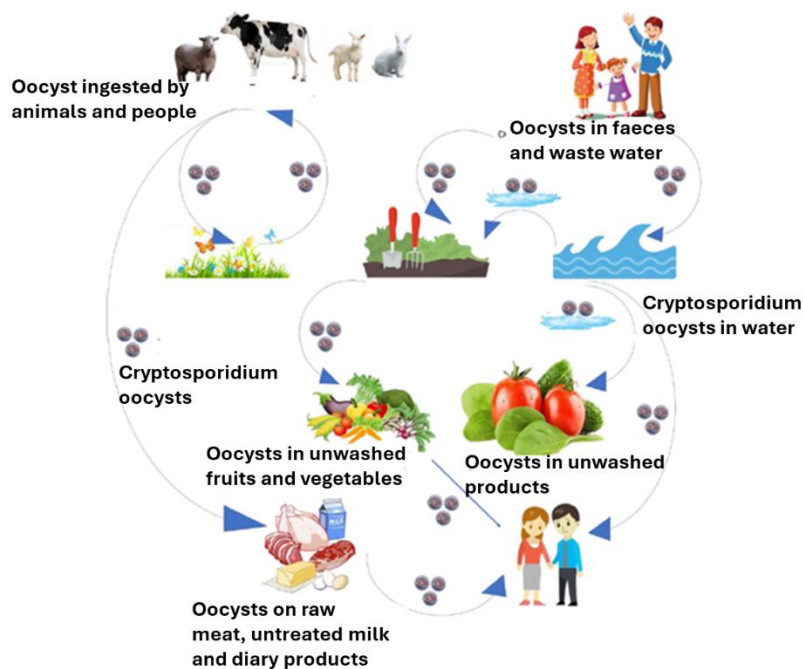 Oocyst ingested by
animals and people
Oocysts in faeces
and waste water
Cryptosporidium
oocysts in water
Cryptosporidium
oocysts
Oocysts in unwashed
fruits and vegetables
Oocysts in unwashed
products
MILK
Oocysts on raw
meat, untreated milk
and diary products